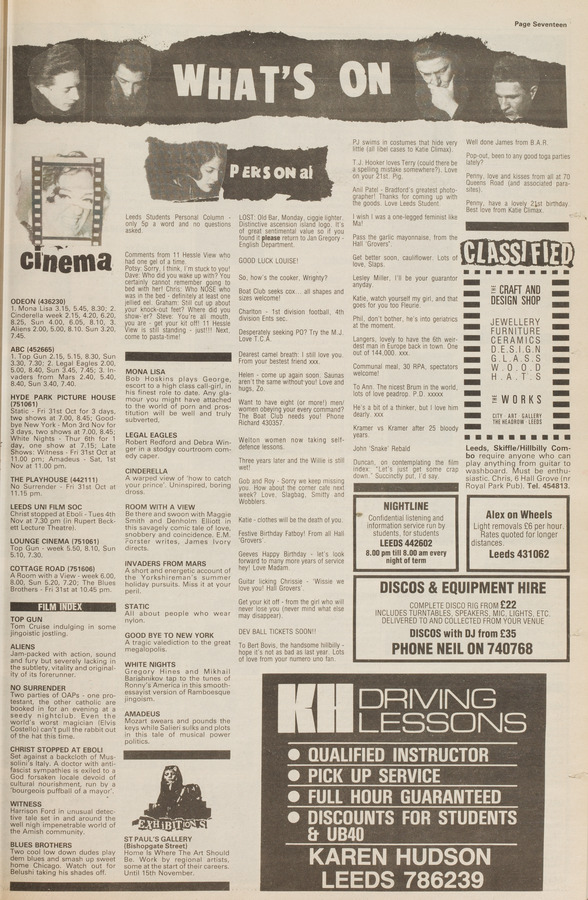 Page Seventeen
WHAT'S ON
cinema
ODEON (436230)
1. Mona Lisa 3.15, 5.45, 8.30; 2.
Cinderella week 2.15, 4.20, 6.20,
8.25, Sun 4.00, 6.05, 8.10. 3.
Aliens 2.00, 5.00, 8.10. Sun 3.20,
7.45.
ABC (452665)
1. Top Gun 2.15, 5.15, 8.30, Sun
3.30, 7.30; 2. Legal Eagles 2.00,
5.00, 8.40, Sun 3.45, 7.45; 3. In-
vaders from Mars 2.40, 5.40,
8.40, Sun 3.40, 7.40.
HYDE PARK PICTURE HOUSE
(751061)
Static - Fri 31st Oct for 3 days,
two shows at 7.00, 8.45; Good-
bye New York - Mon 3rd Nov for
3 days, two shows at 7.00, 8.45;
White Nights - Thur 6th for 1
day, one show at 7.15; Late
Shows: Witness - Fri 31st Oct at
11.00 pm; Amadeus - Sat, 1st
Nov at 11.00 pm.
THE PLAYHOUSE (442111)
No Surrender - Fri 31st Oct at
11.15 pm.
LEEDS UNI FILM SOC
Christ stopped at Eboli - Tues 4th
Nov at 7.30 pm (in Rupert Beck-
ett Lecture Theatre).
LOUNGE CINEMA (751061)
Top Gun - week 5.50, 8.10, Sun
5.10, 7.30.
COTTAGE ROAD (751606)
A Room with a View - week 6.00,
8.00, Sun 5.20, 7.20; The Blues
Brothers - Fri 31st at 10.45 pm.
FILM INDEX
TOP GUN
Tom Cruise indulging in some
jingoistic jostling.
ALIENS
Jam-packed with action, sound
and fury but severely lacking in
the subtlety, vitality and original-
ity of its forerunner.
NO SURRENDER
Two parties of OAPs - one pro-
testant, the other catholic are
booked in for an evening at a
seedy nightclub. Even the
world's worst magician (Elvis
Costello) can't pull the rabbit out
of the hat this time.
CHRIST STOPPED AT EBOLI
Set against a backcloth of Mus-
solini's Italy. A doctor with anti-
fascist sympathies is exiled to a
God forsaken locale devoid of
cultural nourishment, run by a
'bourgeois puffball of a mayor'.
WITNESS
Harrison Ford in unusual detec-
tive tale set in and around the
well nigh impenetrable world of
the Amish community.
BLUES BROTHERS
Two cool low down dudes play
dem blues and smash up sweet
home Chicago. Watch out for
Belushi taking his shades off.
PERSONal
Leeds Students Personal Column -
only 5p a word and no questions
asked.
Comments from 11 Hessle View who
had one gel of a time.
Potsy: Sorry, I think, I'm stuck to you!
Dave: Who did you wake up with? You
certainly cannot remember going to
bed with her! Chris: Who NOSE who
was in the bed - definitely at least one
jellied eel. Graham: Still cut up about
your knock-out feet? Where did you
show-er? Steve: You're all mouth,
you are - get your kit off! 11 Hessle
View is still standing - just!!! Next,
come to pasta-time!
MONA LISA
Bob Hoskins plays George,
escort to a high class call-girl, in
his finest role to date. Any gla-
mour you might have attached
to the world of porn and pros-
titution will be well and truly
subverted.
LEGAL EAGLES
Robert Redford and Debra Win-
ger in a stodgy courtroom com-
edy caper.
CINDERELLA
A warped view of 'how to catch
your prince'. Uninspired, boring
dross.
ROOM WITH A VIEW
Be there and swoon with Maggie
Smith and Denholm Elliott in
this savagely comic tale of love,
snobbery and coincidence. E.M.
Forster writes, James Ivory
directs.
INVADERS FROM MARS
A short and energetic account of
the Yorkshireman's summer
holiday pursuits. Miss it at your
peril.
STATIC
All about people who wear
nylon.
GOOD BYE TO NEW YORK
A tragic valediction to the great
megalopolis.
WHITE NIGHTS
Gregory Hines and Mikhail
Barishnikov tap to the tunes of
Ronny's America in this smooth-
essayist version of Rambosque
jingoism.
AMADEUS
Mozart swears and pounds the
keys while Salieri sulks and plots
in this tale of musical power
politics.
EXHIBITIONS
ST PAUL'S GALLERY
(Bishopgate Street)
Home Is Where The Art Should
Be. Work by regional artists,
some at the start of their careers.
Until 15th November.
LOST: Old Bar, Monday, ciggie lighter.
Distinctive ascension island logo. It's
of great sentimental value so if you
found it please return to Jan Gregory -
English Department.
GOOD LUCK LOUISE!
So, how's the cooker, Wrighty?
Boat Club seeks cox... all shapes and
sizes welcome!
Charlton - 1st division football, 4th
division Ents sec.
Desperately seeking PO? Try the M.J.
Love T.C.A.
Dearest camel breath: I still love you.
From your bestest friend xxx.
Helen - come up again soon. Saunas
aren't the same without you! Love and
hugs, Zo.
Want to have eight (or more!) men/
women obeying your every command?
The Boat Club needs you! Phone
Richard 430357.
Welton women now taking self-
defence lessons.
Three years later and the Willie is still
wet!
Gob and Roy - Sorry we keep missing
you. How about the corner cafe next
week? Love, Slagbag, Smitty and
Wobblers.
Katie - clothes will be the death of you.
Festive Birthday Fatboy! From all Hall
'Grovers'.
Geeves Happy Birthday - let's look
forward to many more years of service
hey! Love Madam.
Guitar licking Chrissie - 'Wissie we
love you! Hall Grovers'.
Get your kit off - from the girl who will
never lose you (never mind what else
may disappear).
DEV BALL TICKETS SOON!!
To Bert Bovis, the handsome hillbilly -
hope it's not as bad as last year. Lots
of love from your numero uno fan.
PJ swims in costumes that hide very
little (all libel cases to Katie Climax).
T.J. Hooker loves Terry (could there be
a spelling mistake somewhere?). Love
on your 21st. Pig.
Anil Patel - Bradford's greatest photo-
grapher! Thanks for coming up with
the goods. Love Leeds Student.
I wish I was a one-legged feminist like
Ma!
Pass the garlic mayonnaise, from the
Hall 'Grovers'.
Get better soon, cauliflower. Lots of
love, Slaps.
Lesley Miller, I'll be your guarantor
anyday.
Katie, watch yourself my girl, and that
goes for you too Fleurie.
Phil, don't bother, he's into geriatrics
at the moment.
Langers, lovely to have the 6th weir-
dest man in Europe back in town. One
out of 144,000. xxx.
Communal meal, 30 RPA, spectators
welcome!
To Ann. The nicest Brum in the world,
lots of love peadrop. P.D. xxxxx
He's a bit of a thinker, but I love him
dearly. xxx
Kramer vs Kramer after 25 bloody
years.
John 'Snake' Rebald
Duncan, on contemplating the film
index: "Let's just get some crap
down." Succinctly put, I'd say.
Well done James from B.A.R.
Pop-out, been to any good toga parties
lately?
Penny, love and kisses from all at 70
Queens Road (and associated para-
sites).
Penny, have a lovely 21st birthday.
Best love from Katie Climax.
CLASSIFIED
THE CRAFT AND
DESIGN SHOP
JEWELLERY
FURNITURE
CERAMICS
DESIGN
GLASS
WOOD
HATS
THE WORKS
CITY ART GALLERY
THE HEADROW LEEDS
Leeds, Skiffle/Hillbilly Com-
bo require anyone who can
play anything from guitar to
washboard. Must be enthu-
siastic. Chris, 6 Hall Grove (nr
Royal Park Pub). Tel. 454813.
NIGHTLINE
Confidential listening and
information service run by
students, for students
LEEDS 442602
8.00 pm till 8.00 am every
night of term
Alex on Wheels
Light removals £6 per hour.
Rates quoted for longer
distances.
Leeds 431062
DISCOS & EQUIPMENT HIRE
COMPLETE DISCO RIG FROM £22
INCLUDES TURNTABLES, SPEAKERS, MIC, LIGHTS, ETC.
DELIVERED TO AND COLLECTED FROM YOUR VENUE
DISCOS with DJ from £35
PHONE NEIL ON 740768
KH DRIVING
LESSONS
● QUALIFIED INSTRUCTOR
● PICK UP SERVICE
● FULL HOUR GUARANTEED
● DISCOUNTS FOR STUDENTS
& UB40
KAREN HUDSON
LEEDS 786239